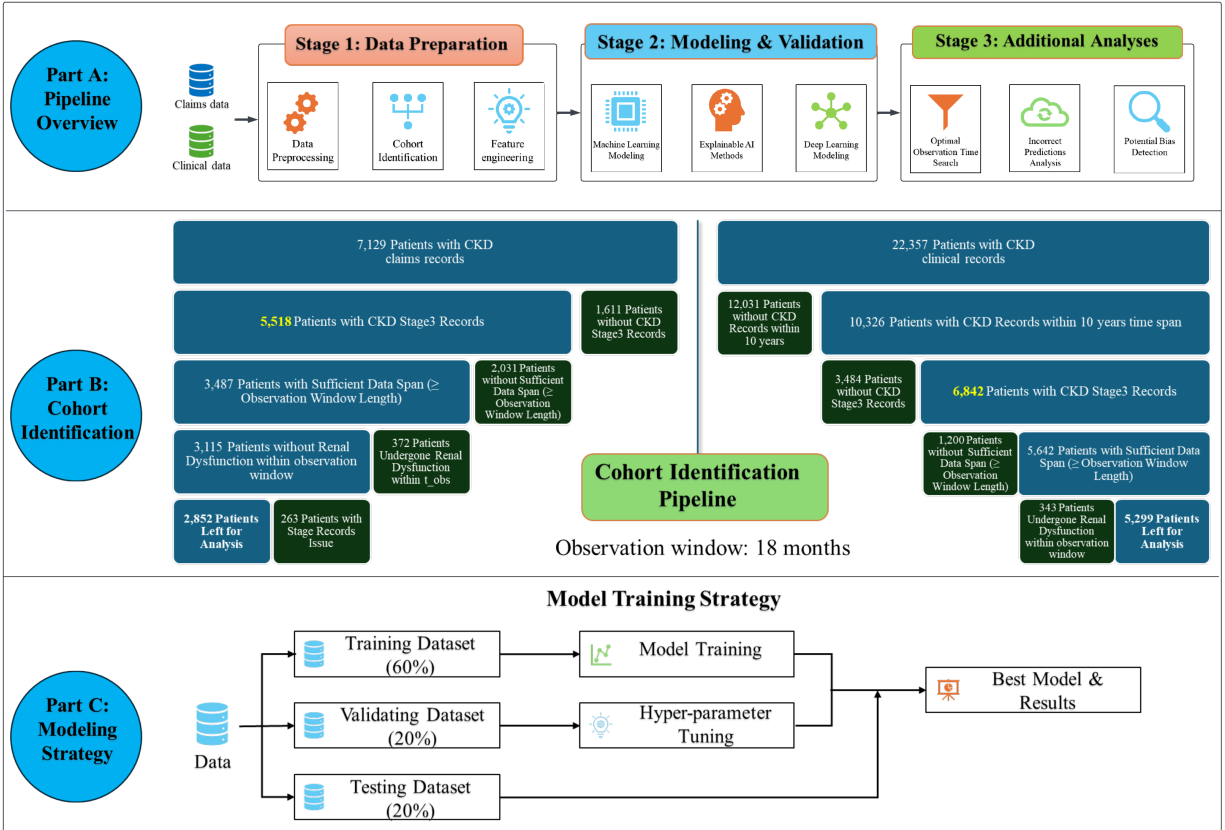 Part A:
Pipeline
Overview
Claims data
Clinical data
Stage 1: Data Preparation
Data
Preprocessing
Cohort
Identification
Feature
engineering
Stage 2: Modeling & Validation
Machine Learning
Modeling
Explainable AI
Methods
Deep Learning
Modeling
Stage 3: Additional Analyses
Optimal
Observation Time
Search
Incorrect
Predictions
Analysis
Potential Bias
Detection
Part B:
Cohort
Identification
7,129 Patients with CKD
claims records
5,518 Patients with CKD Stage3 Records
1,611 Patients
without CKD
Stage3 Records
3,487 Patients with Sufficient Data Span (≥
Observation Window Length)
2,031 Patients
without Sufficient
Data Span (≥
Observation
Window Length)
3,115 Patients without Renal
Dysfunction within observation
window
372 Patients
Undergone Renal
Dysfunction
within t_obs
2,852 Patients
Left for
Analysis
263 Patients with
Stage Records
Issue
22,357 Patients with CKD
clinical records
12,031 Patients
without CKD
Records within
10 years
10,326 Patients with CKD Records within 10 years time span
3,484 Patients
without CKD
Stage3 Records
6,842 Patients with CKD Stage3 Records
1,200 Patients
without Sufficient
Data Span (≥
Observation
Window Length)
5,642 Patients with Sufficient Data
Span (≥ Observation Window
Length)
343 Patients
Undergone Renal
Dysfunction
within observation
window
5,299 Patients
Left for
Analysis
Cohort Identification
Pipeline
Observation window: 18 months
Part C:
Modeling
Strategy
Model Training Strategy
Data
Training Dataset
(60%)
Model Training
Validating Dataset
(20%)
Hyper-parameter
Tuning
Testing Dataset
(20%)
Best Model &
Results